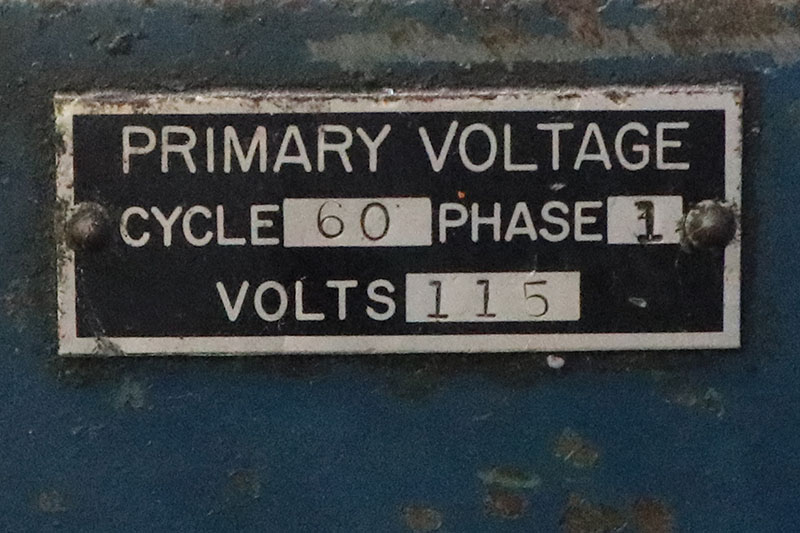 PRIMARY VOLTAGE
CYCLE 60 PHASE 1
VOLTS 115